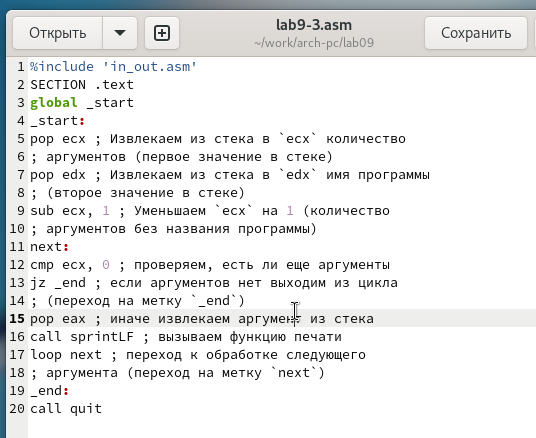 Открыть
lab9-3.asm
~/work/arch-pc/lab09
Сохранить
1 %include 'in_out.asm'
2 SECTION .text
3 global _start
4 _start:
5 pop ecx ; Извлекаем из стека в `ecx` количество
6 ; аргументов (первое значение в стеке)
7 pop edx ; Извлекаем из стека в `edx` имя программы
8 ; (второе значение в стеке)
9 sub ecx, 1 ; Уменьшаем `ecx` на 1 (количество
10 ; аргументов без названия программы)
11 next:
12 cmp ecx, 0 ; проверяем, есть ли еще аргументы
13 jz _end ; если аргументов нет выходим из цикла
14 ; (переход на метку `_end`)
15 pop eax ; иначе извлекаем аргумент из стека
16 call sprintLF ; вызываем функцию печати
17 loop next ; переход к обработке следующего
18 ; аргумента (переход на метку `next`)
19 _end:
20 call quit